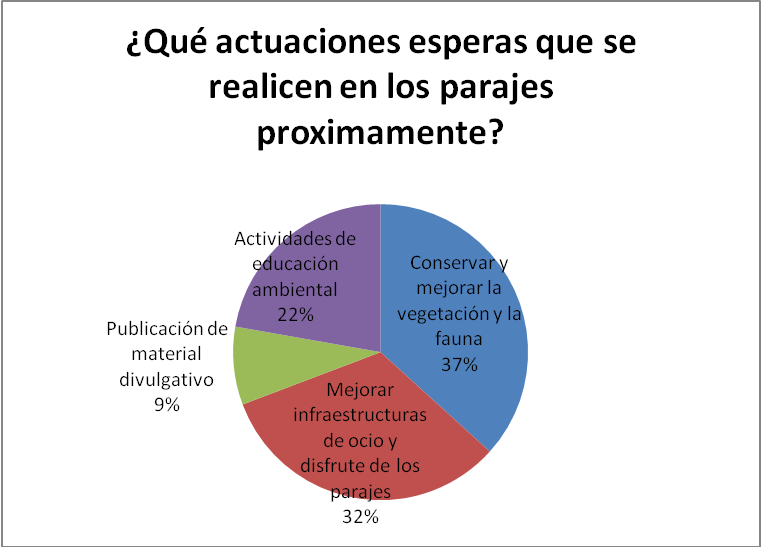 ¿Qué actuaciones esperas que se
realicen en los parajes
proximamente?
Actividades de
educación
ambiental
22%
Conservar y
mejorar la
vegetación y la
fauna
37%
Publicación de
material
divulgativo
9%
Mejorar
infraestructuras
de ocio y
disfrute de los
parajes
32%